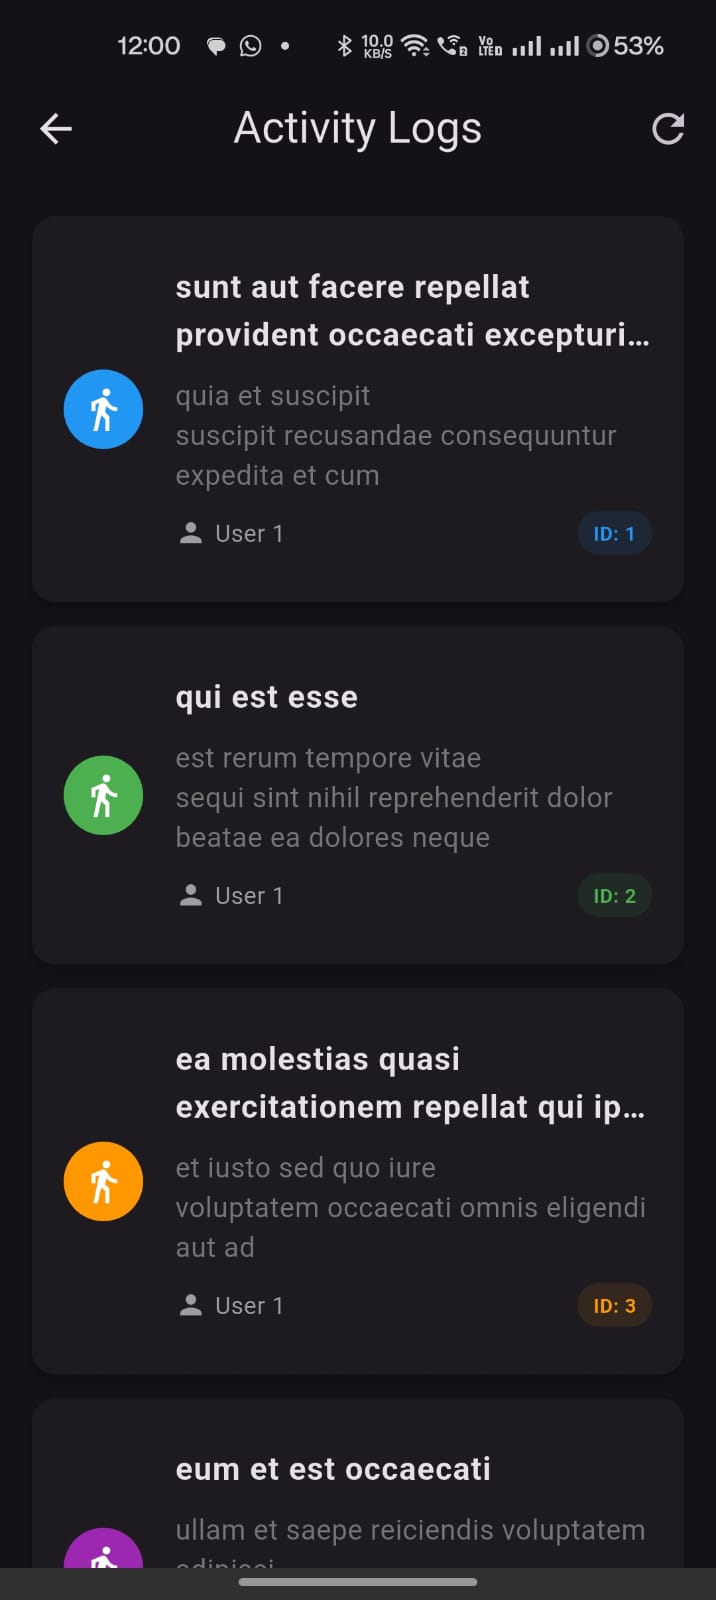 12:00
10.0
KB/S
2
Vo
LTE
53%
Activity Logs
sunt aut facere repellat
provident occaecati excepturi...
quia et suscipit
suscipit recusandae consequuntur
expedita et cum
User 1
ID: 1
qui est esse
est rerum tempore vitae
sequi sint nihil reprehenderit dolor
beatae ea dolores neque
User 1
ID: 2
ea molestias quasi
exercitationem repellat qui ip...
et iusto sed quo iure
voluptatem occaecati omnis eligendi
aut ad
User 1
ID: 3
eum et est occaecati
ullam et saepe reiciendis voluptatem